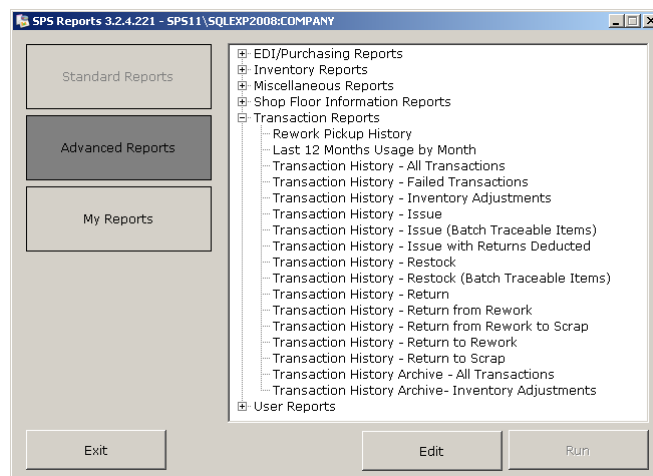 SPS Reports 3.2.4.221 - SPS11\SQLEXP2008:COMPANY
Standard Reports
Advanced Reports
My Reports
EDI/Purchasing Reports
Inventory Reports
Miscellaneous Reports
Shop Floor Information Reports
Transaction Reports
Rework Pickup History
Last 12 Months Usage by Month
Transaction History - All Transactions
Transaction History - Failed Transactions
Transaction History - Inventory Adjustments
Transaction History - Issue
Transaction History - Issue (Batch Traceable Items)
Transaction History - Issue with Returns Deducted
Transaction History - Restock
Transaction History - Restock (Batch Traceable Items)
Transaction History - Return
Transaction History - Return from Rework
Transaction History - Return from Rework to Scrap
Transaction History - Return to Rework
Transaction History - Return to Scrap
Transaction History Archive - All Transactions
Transaction History Archive- Inventory Adjustments
User Reports
Exit
Edit
Run